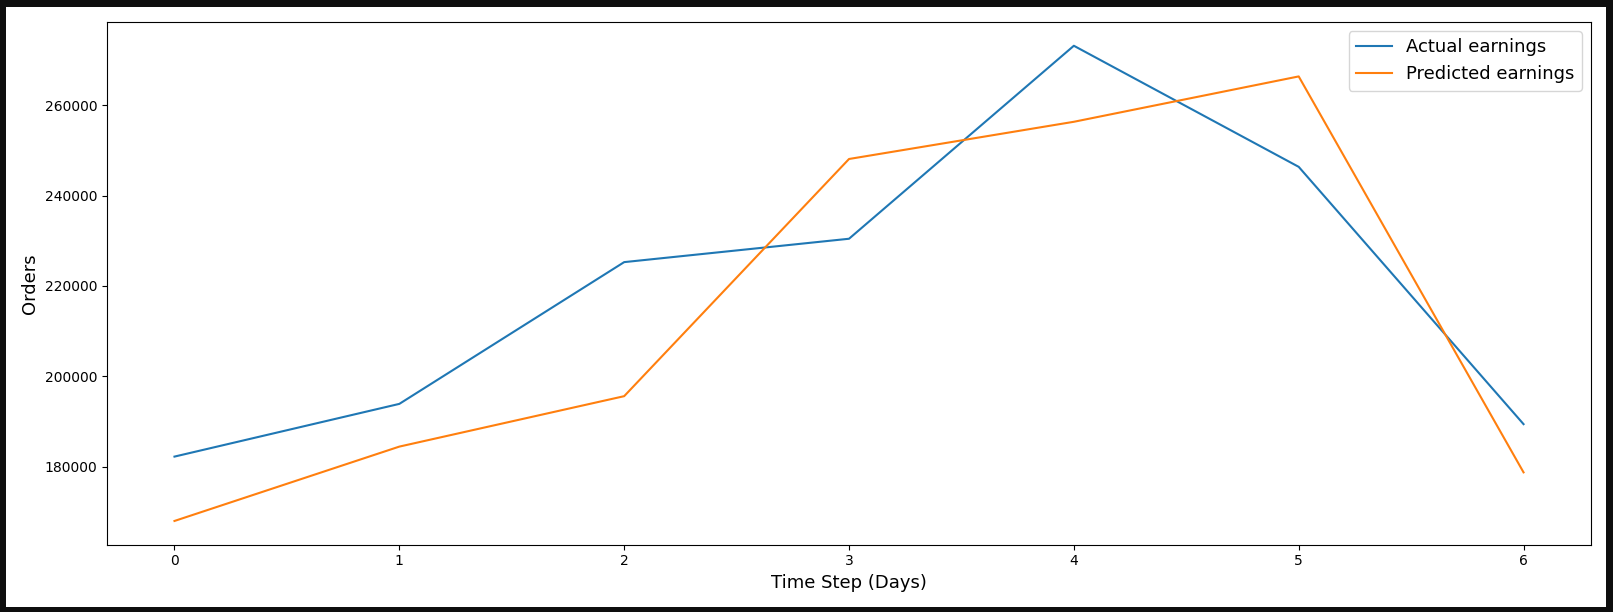 Actual earnings
Predicted earnings
260000
240000
220000
200000
180000
Orders
0 1 2 3 4 5 6
Time Step (Days)